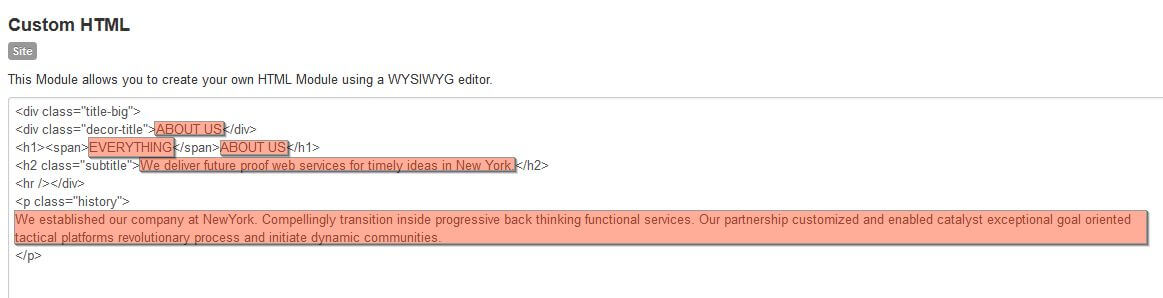 Custom HTML
Site
This Module allows you to create your own HTML Module using a WYSIWYG editor.
<div class="title-big">
<div class="decor-title">ABOUT US</div>
<h1><span>EVERYTHING</span>ABOUT US</h1>
<h2 class="subtitle">We deliver future proof web services for timely ideas in New York.</h2>
<hr /></div>
<p class="history">
We established our company at NewYork. Compellingly transition inside progressive back thinking functional services. Our partnership customized and enabled catalyst exceptional goal oriented
tactical platforms revolutionary process and initiate dynamic communities.
</p>